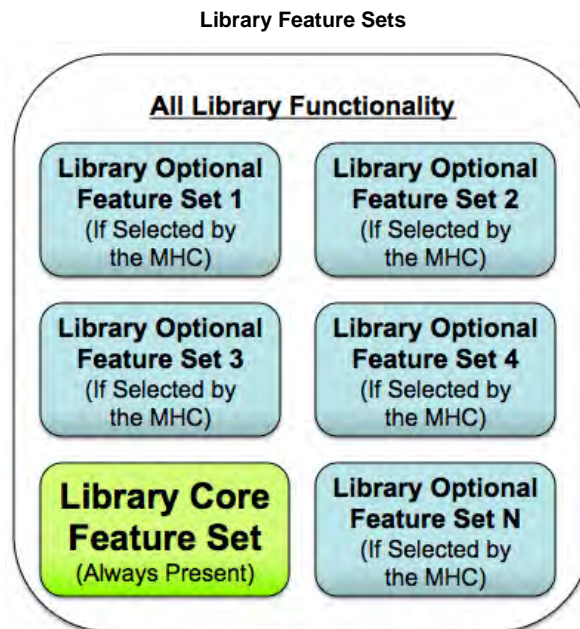 Library Feature Sets
All Library Functionality
Library Optional
Feature Set 1
(If Selected by
the MHC)
Library Optional
Feature Set 2
(If Selected by
the MHC)
Library Optional
Feature Set 3
(If Selected by
the MHC)
Library Optional
Feature Set 4
(If Selected by
the MHC)
Library Core
Feature Set
(Always Present)
Library Optional
Feature Set N
(If Selected by
the MHC)